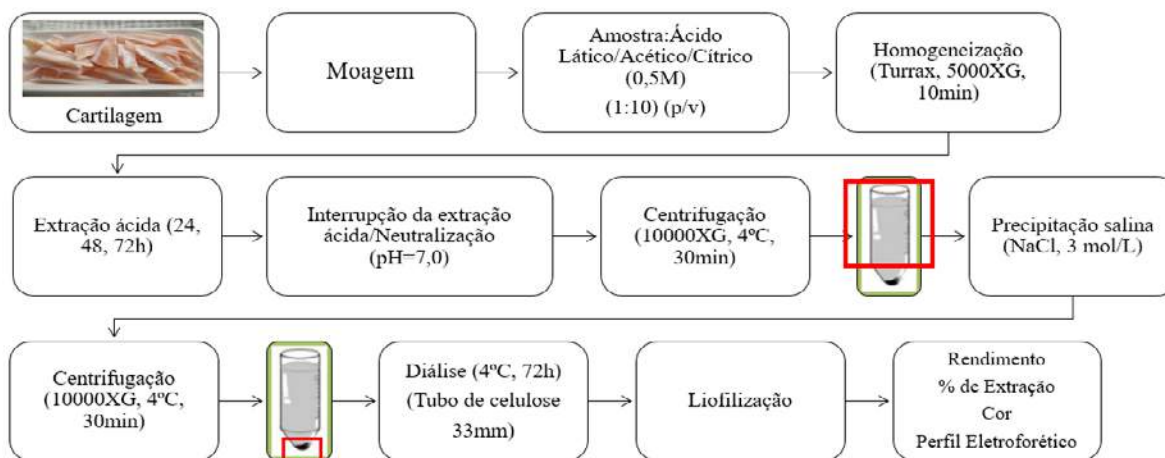 Cartilagem
Moagem
Amostra:Ácido
Lático/Acético/Cítrico
(0,5M)
(1:10) (p/v)
Homogeneização
(Turrax, 5000XG,
10min)
Extração ácida (24,
48, 72h)
Interrupção da extração
ácida/Neutralização
(pH=7,0)
Centrifugação
(10000XG, 4ºC,
30min)
Precipitação salina
(NaCl, 3 mol/L)
Centrifugação
(10000XG, 4ºC,
30min)
Diálise (4ºC, 72h)
(Tubo de celulose
33mm)
Liofilização
Rendimento
% de Extração
Cor
Perfil Eletroforético